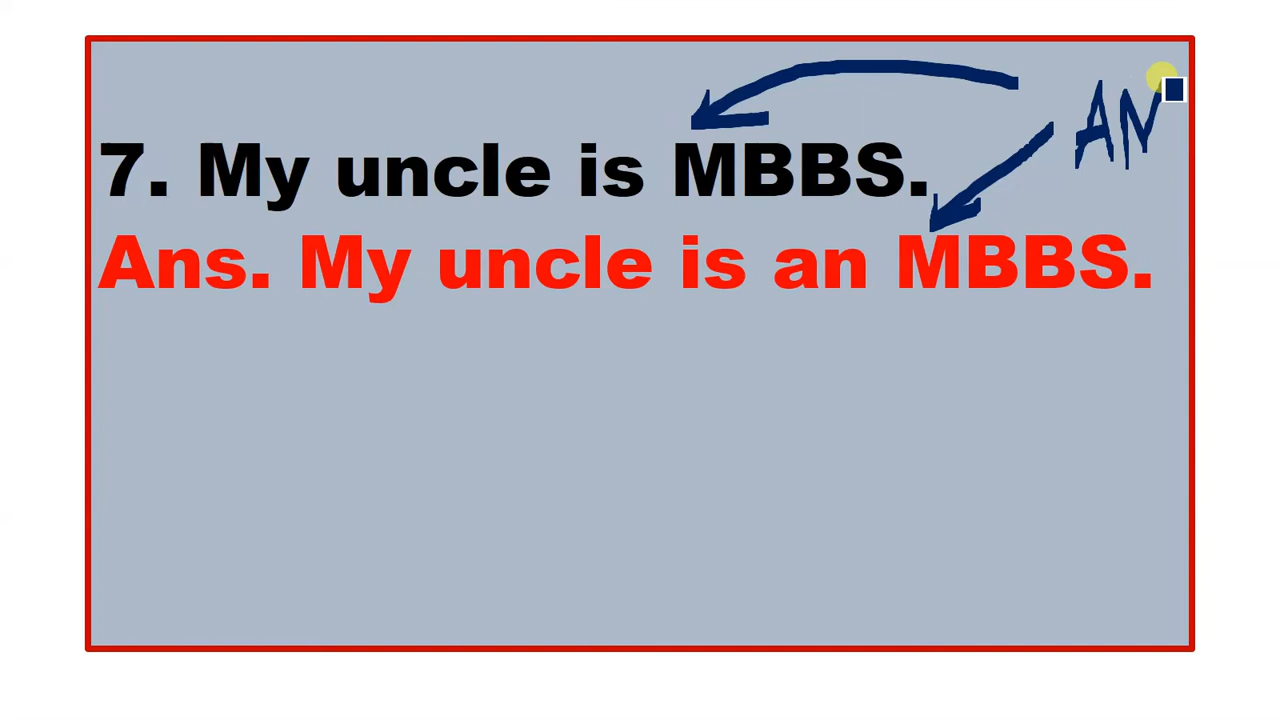 AN
7. My uncle is MBBS.
Ans. My uncle is an MBBS.